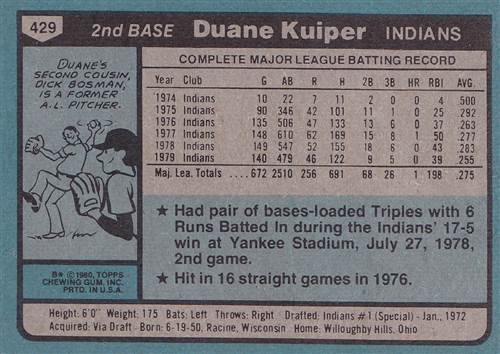 429 2nd BASE Duane Kuiper INDIANS
DUANE'S
SECOND COUSIN,
DICK BOSMAN,
IS A FORMER
A.L. PITCHER.
COMPLETE MAJOR LEAGUE BATTING RECORD
Year Club G AB R H 2B 3B HR RBI AVG.
1974 Indians 10 22 7 11 2 0 0 4 .500
1975 Indians 90 346 42 101 11 1 0 25 .292
1976 Indians 135 506 47 133 13 6 0 37 .263
1977 Indians 148 610 62 169 15 8 1 50 .277
1978 Indians 149 547 52 155 18 6 0 43 .283
1979 Indians 140 479 46 122 9 5 0 39 .255
Maj. Lea. Totals 672 2510 256 691 68 26 1 198 .275
★ Had pair of bases-loaded Triples with 6
Runs Batted In during the Indians' 17-5
win at Yankee Stadium, July 27, 1978,
2nd game.
★ Hit in 16 straight games in 1976.
B* © 1980, TOPPS
CHEWING GUM, INC.
PRTD. IN U.S.A.
Height: 6'0" Weight: 175 Bats: Left Throws: Right Drafted: Indians #1 (Special) - Jan., 1972
Acquired: Via Draft - Born: 6-19-50, Racine, Wisconsin Home: Willoughby Hills, Ohio